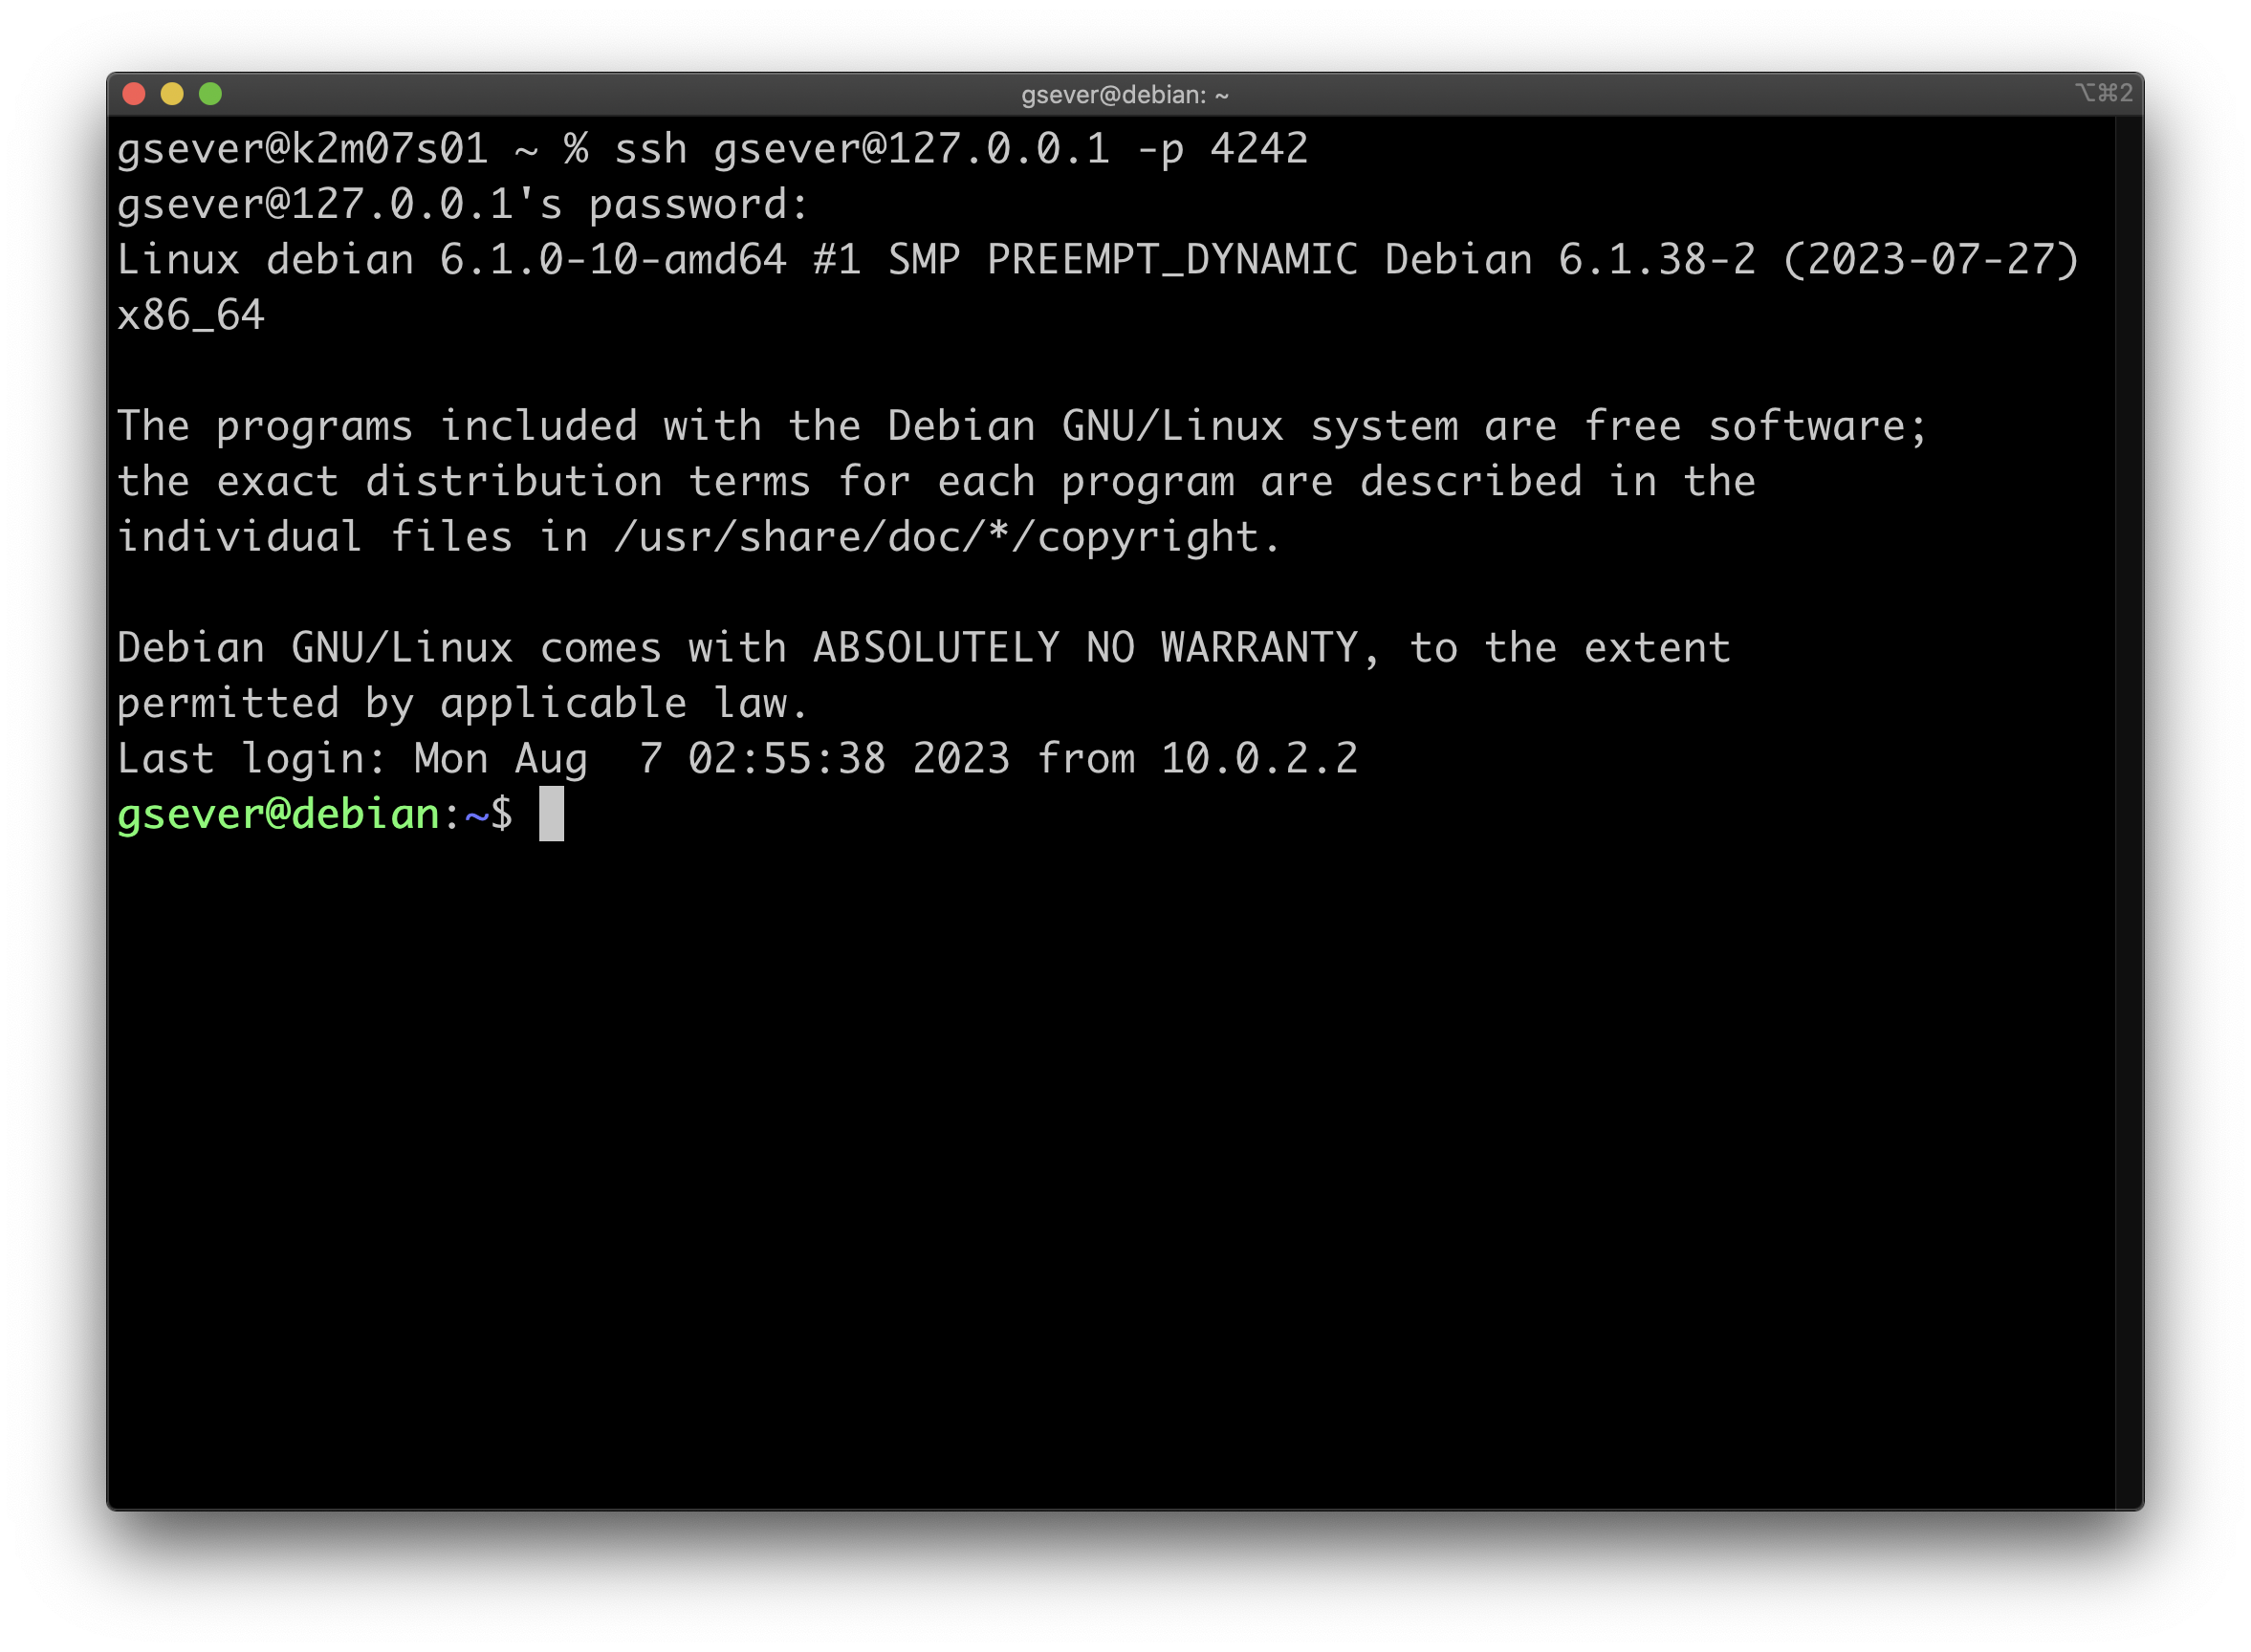 gsever@debian: ~
⌥⌘2
gsever@k2m07s01 ~ % ssh gsever@127.0.0.1 -p 4242
gsever@127.0.0.1's password:
Linux debian 6.1.0-10-amd64 #1 SMP PREEMPT_DYNAMIC Debian 6.1.38-2 (2023-07-27)
x86_64
The programs included with the Debian GNU/Linux system are free software;
the exact distribution terms for each program are described in the
individual files in /usr/share/doc/*/copyright.
Debian GNU/Linux comes with ABSOLUTELY NO WARRANTY, to the extent
permitted by applicable law.
Last login: Mon Aug  7 02:55:38 2023 from 10.0.2.2
gsever@debian:~$